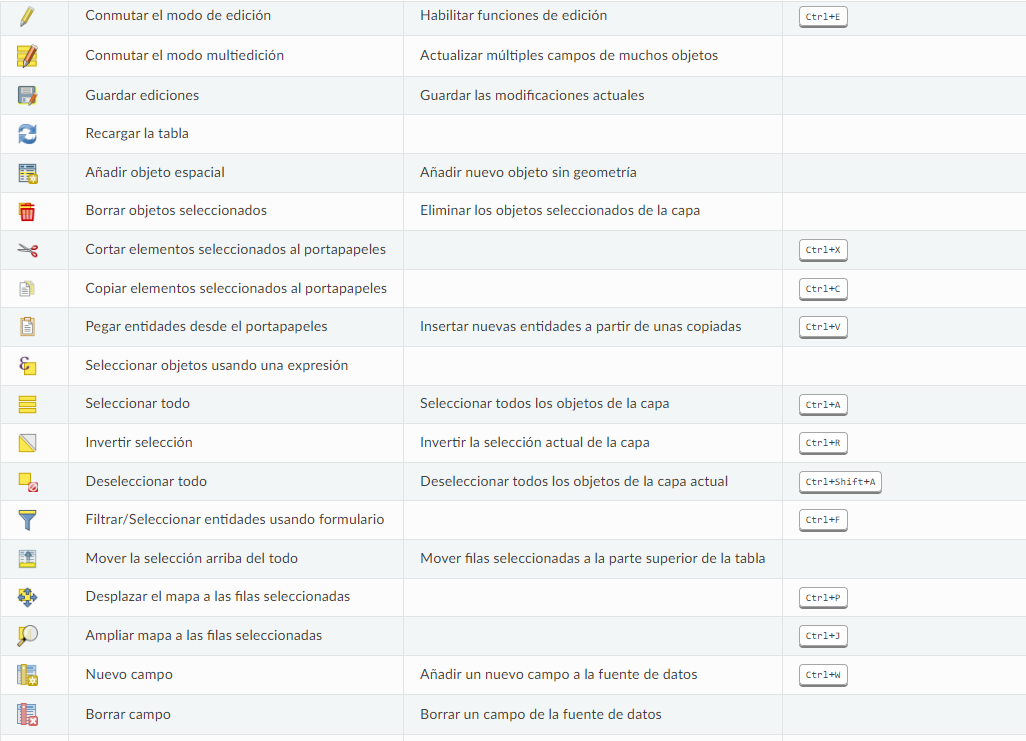 Conmutar el modo de edición Habilitar funciones de edición Ctrl+E
Conmutar el modo multiedición Actualizar múltiples campos de muchos objetos
Guardar ediciones Guardar las modificaciones actuales
Recargar la tabla
Añadir objeto espacial Añadir nuevo objeto sin geometría
Borrar objetos seleccionados Eliminar los objetos seleccionados de la capa
Cortar elementos seleccionados al portapapeles Ctrl+X
Copiar elementos seleccionados al portapapeles Ctrl+C
Pegar entidades desde el portapapeles Insertar nuevas entidades a partir de unas copiadas Ctrl+V
Seleccionar objetos usando una expresión
Seleccionar todo Seleccionar todos los objetos de la capa Ctrl+A
Invertir selección Invertir la selección actual de la capa Ctrl+R
Deseleccionar todo Deseleccionar todos los objetos de la capa actual Ctrl+Shift+A
Filtrar/Seleccionar entidades usando formulario Ctrl+F
Mover la selección arriba del todo Mover filas seleccionadas a la parte superior de la tabla
Desplazar el mapa a las filas seleccionadas Ctrl+P
Ampliar mapa a las filas seleccionadas Ctrl+J
Nuevo campo Añadir un nuevo campo a la fuente de datos Ctrl+W
Borrar campo Borrar un campo de la fuente de datos